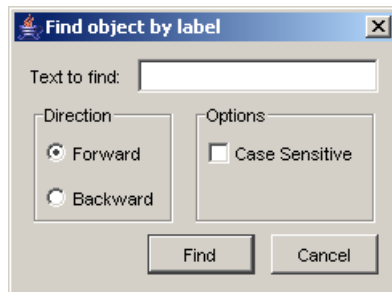 Find object by label
Text to find:
Direction
Options
Forward
Case Sensitive
Backward
Find
Cancel